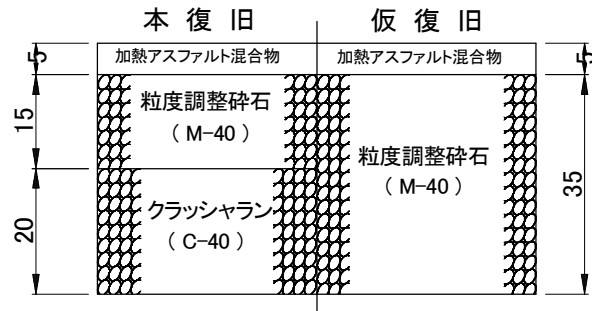 本復旧 仮復旧
5 加熱アスファルト混合物 加熱アスファルト混合物 5
15 粒度調整砕石
( M-40 )
粒度調整砕石
( M-40 )
35
20 クラッシャラン
( C-40 )